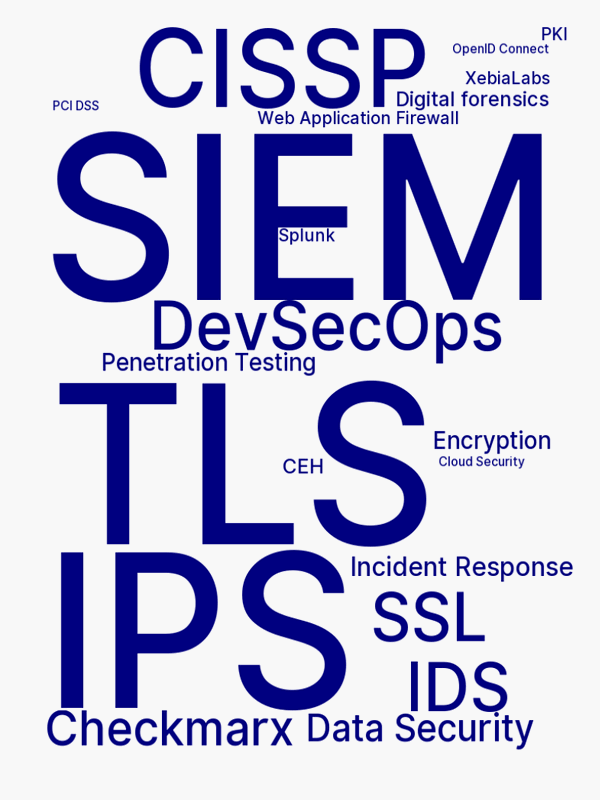 PKI
CISSP
OpenID Connect
XebiaLabs
Digital forensics
PCI DSS
Web Application Firewall
SIEM
Splunk
DevSecOps
Penetration Testing
TLS
Encryption
Cloud Security
CEH
IPS
Incident Response
SSL
IDS
Checkmarx
Data Security